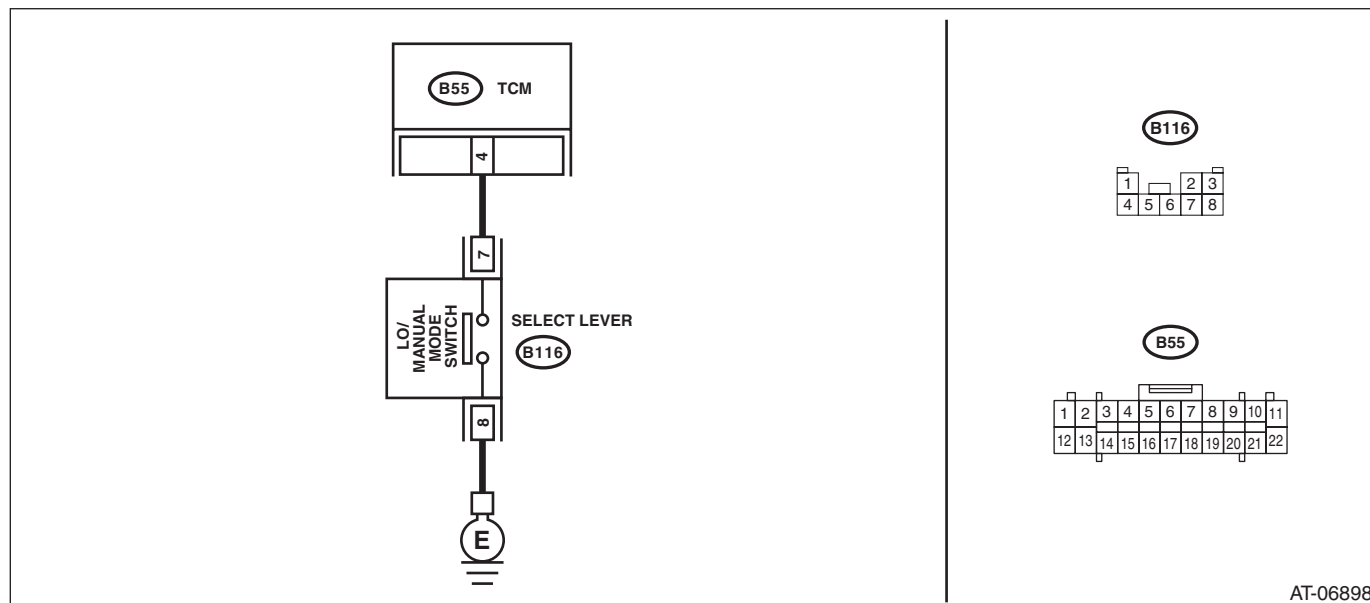 B55 TCM
4
7
LO/
MANUAL
MODE
SWITCH
SELECT LEVER
B116
8
E
B116
1 2 3
4 5 6 7 8
B55
1 2 3 4 5 6 7 8 9 10 11
12 13 14 15 16 17 18 19 20 21 22
AT-06898